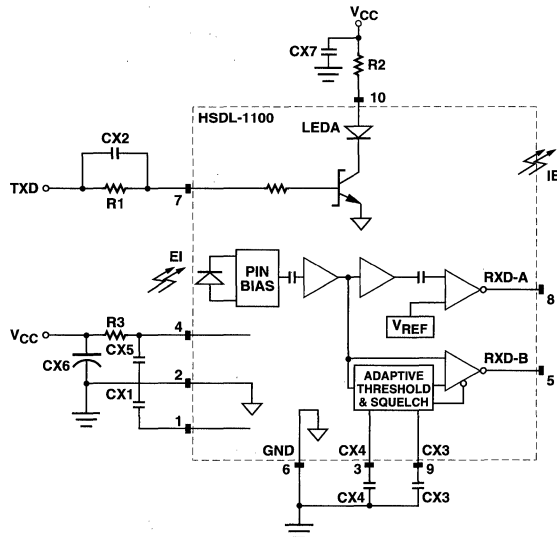 VCC
CX7
R2
10
HSDL-1100
LEDA
CX2
TXD
R1
7
IE
EI
PIN
BIAS
RXD-A
8
VREF
VCC
R3
4
CX5
CX6
2
CX1
1
RXD-B
5
ADAPTIVE
THRESHOLD
& SQUELCH
GND
CX4
CX3
6
3
9
CX4
CX3